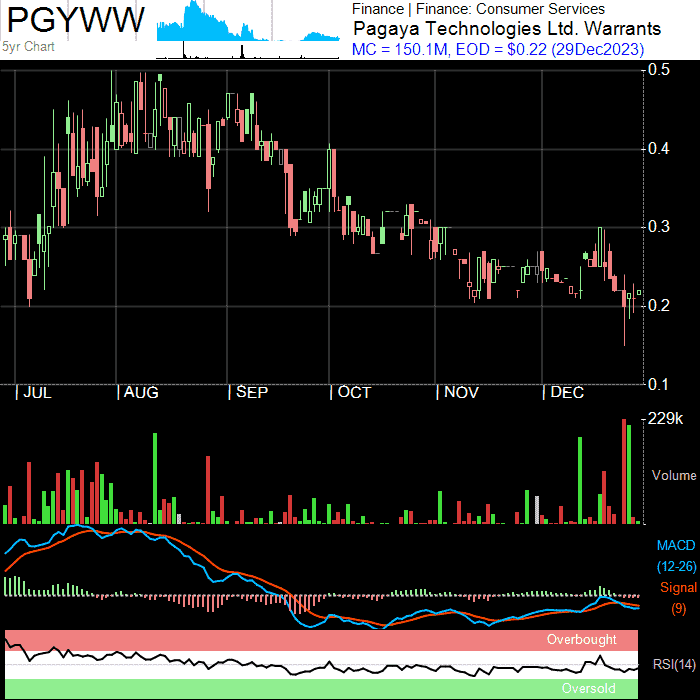 PGYWW
5yr Chart
Finance | Finance: Consumer Services
Pagaya Technologies Ltd. Warrants
MC = 150.1M, EOD = $0.22 (29Dec2023)
0.5
0.4
0.3
0.2
0.1
|JUL |AUG |SEP |OCT |NOV |DEC
229k
Volume
MACD
(12-26)
Signal
(9)
Overbought
RSI(14)
Oversold